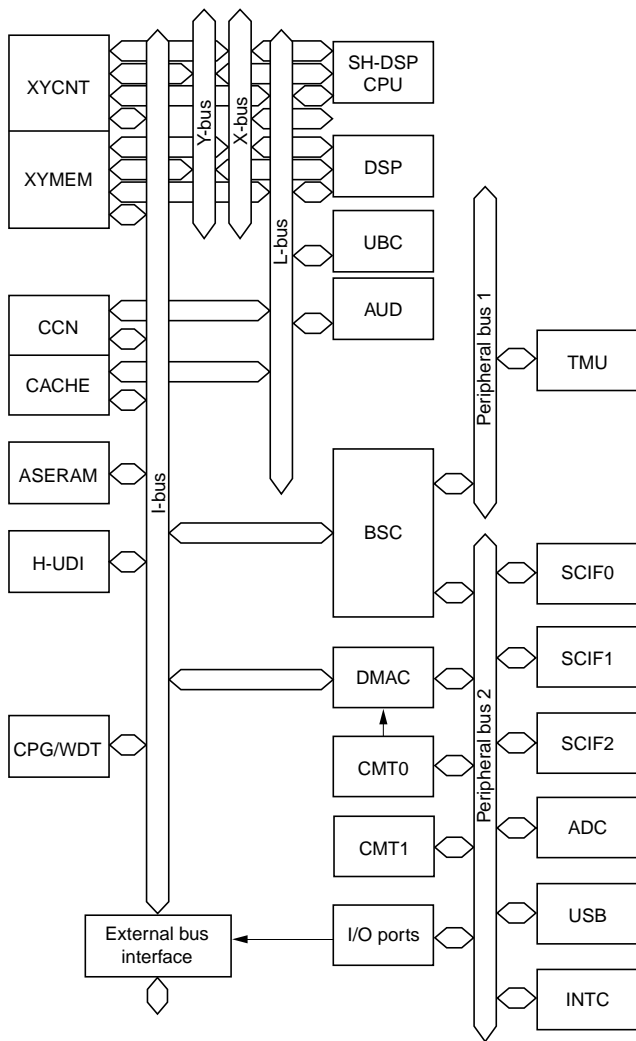 XYCNT
XYMEM
Y-bus
X-bus
SH-DSP
CPU
DSP
L-bus
UBC
AUD
CCN
CACHE
Peripheral bus 1
TMU
ASERAM
I-bus
BSC
H-UDI
SCIF0
SCIF1
DMAC
Peripheral bus 2
SCIF2
CPG/WDT
CMT0
ADC
CMT1
USB
I/O ports
External bus
interface
INTC